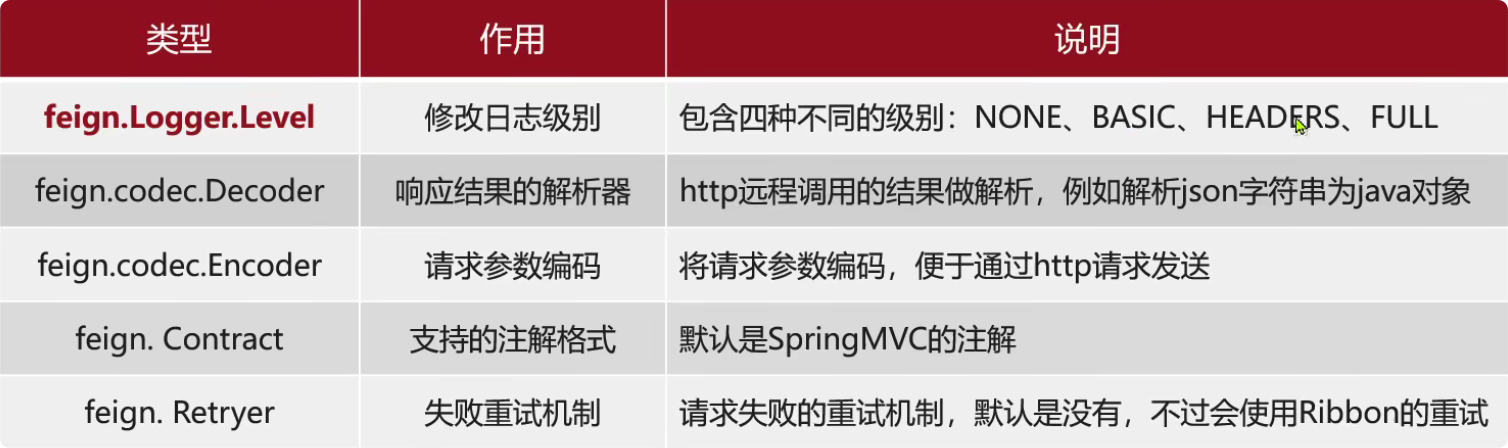 类型 作用 说明
feign.Logger.Level 修改日志级别 包含四种不同的级别：NONE、BASIC、HEADERS、FULL
feign.codec.Decoder 响应结果的解析器 http远程调用的结果做解析，例如解析json字符串为java对象
feign.codec.Encoder 请求参数编码 将请求参数编码，便于通过http请求发送
feign. Contract 支持的注解格式 默认是SpringMVC的注解
feign. Retryer 失败重试机制 请求失败的重试机制，默认是没有，不过会使用Ribbon的重试